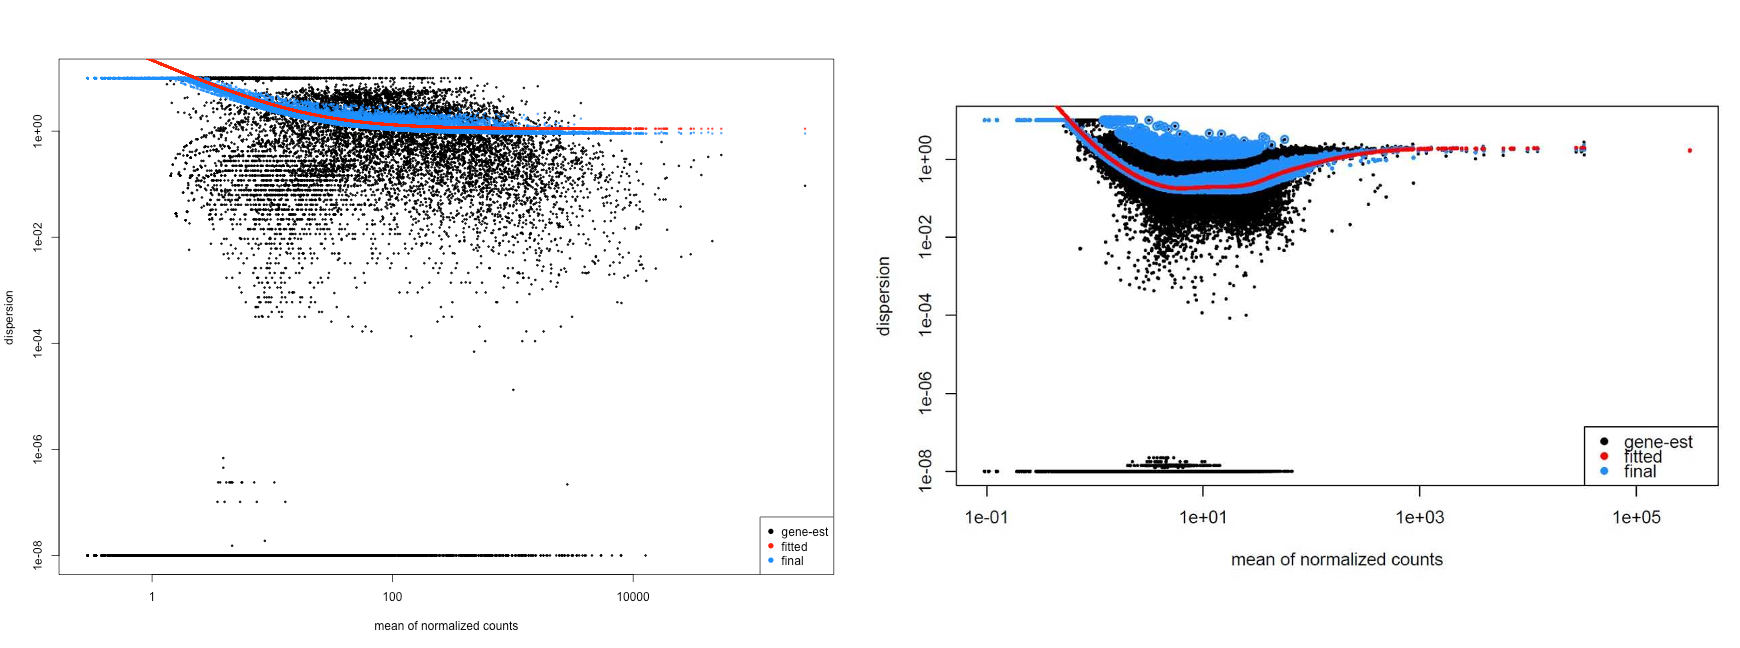 dispersion
1e+00
1e-02
1e-04
1e-06
1e-08
gene-est
fitted
final
1
100
10000
mean of normalized counts
dispersion
1e+00
1e-02
1e-04
1e-06
1e-08
gene-est
fitted
final
1e-01
1e+01
1e+03
1e+05
mean of normalized counts